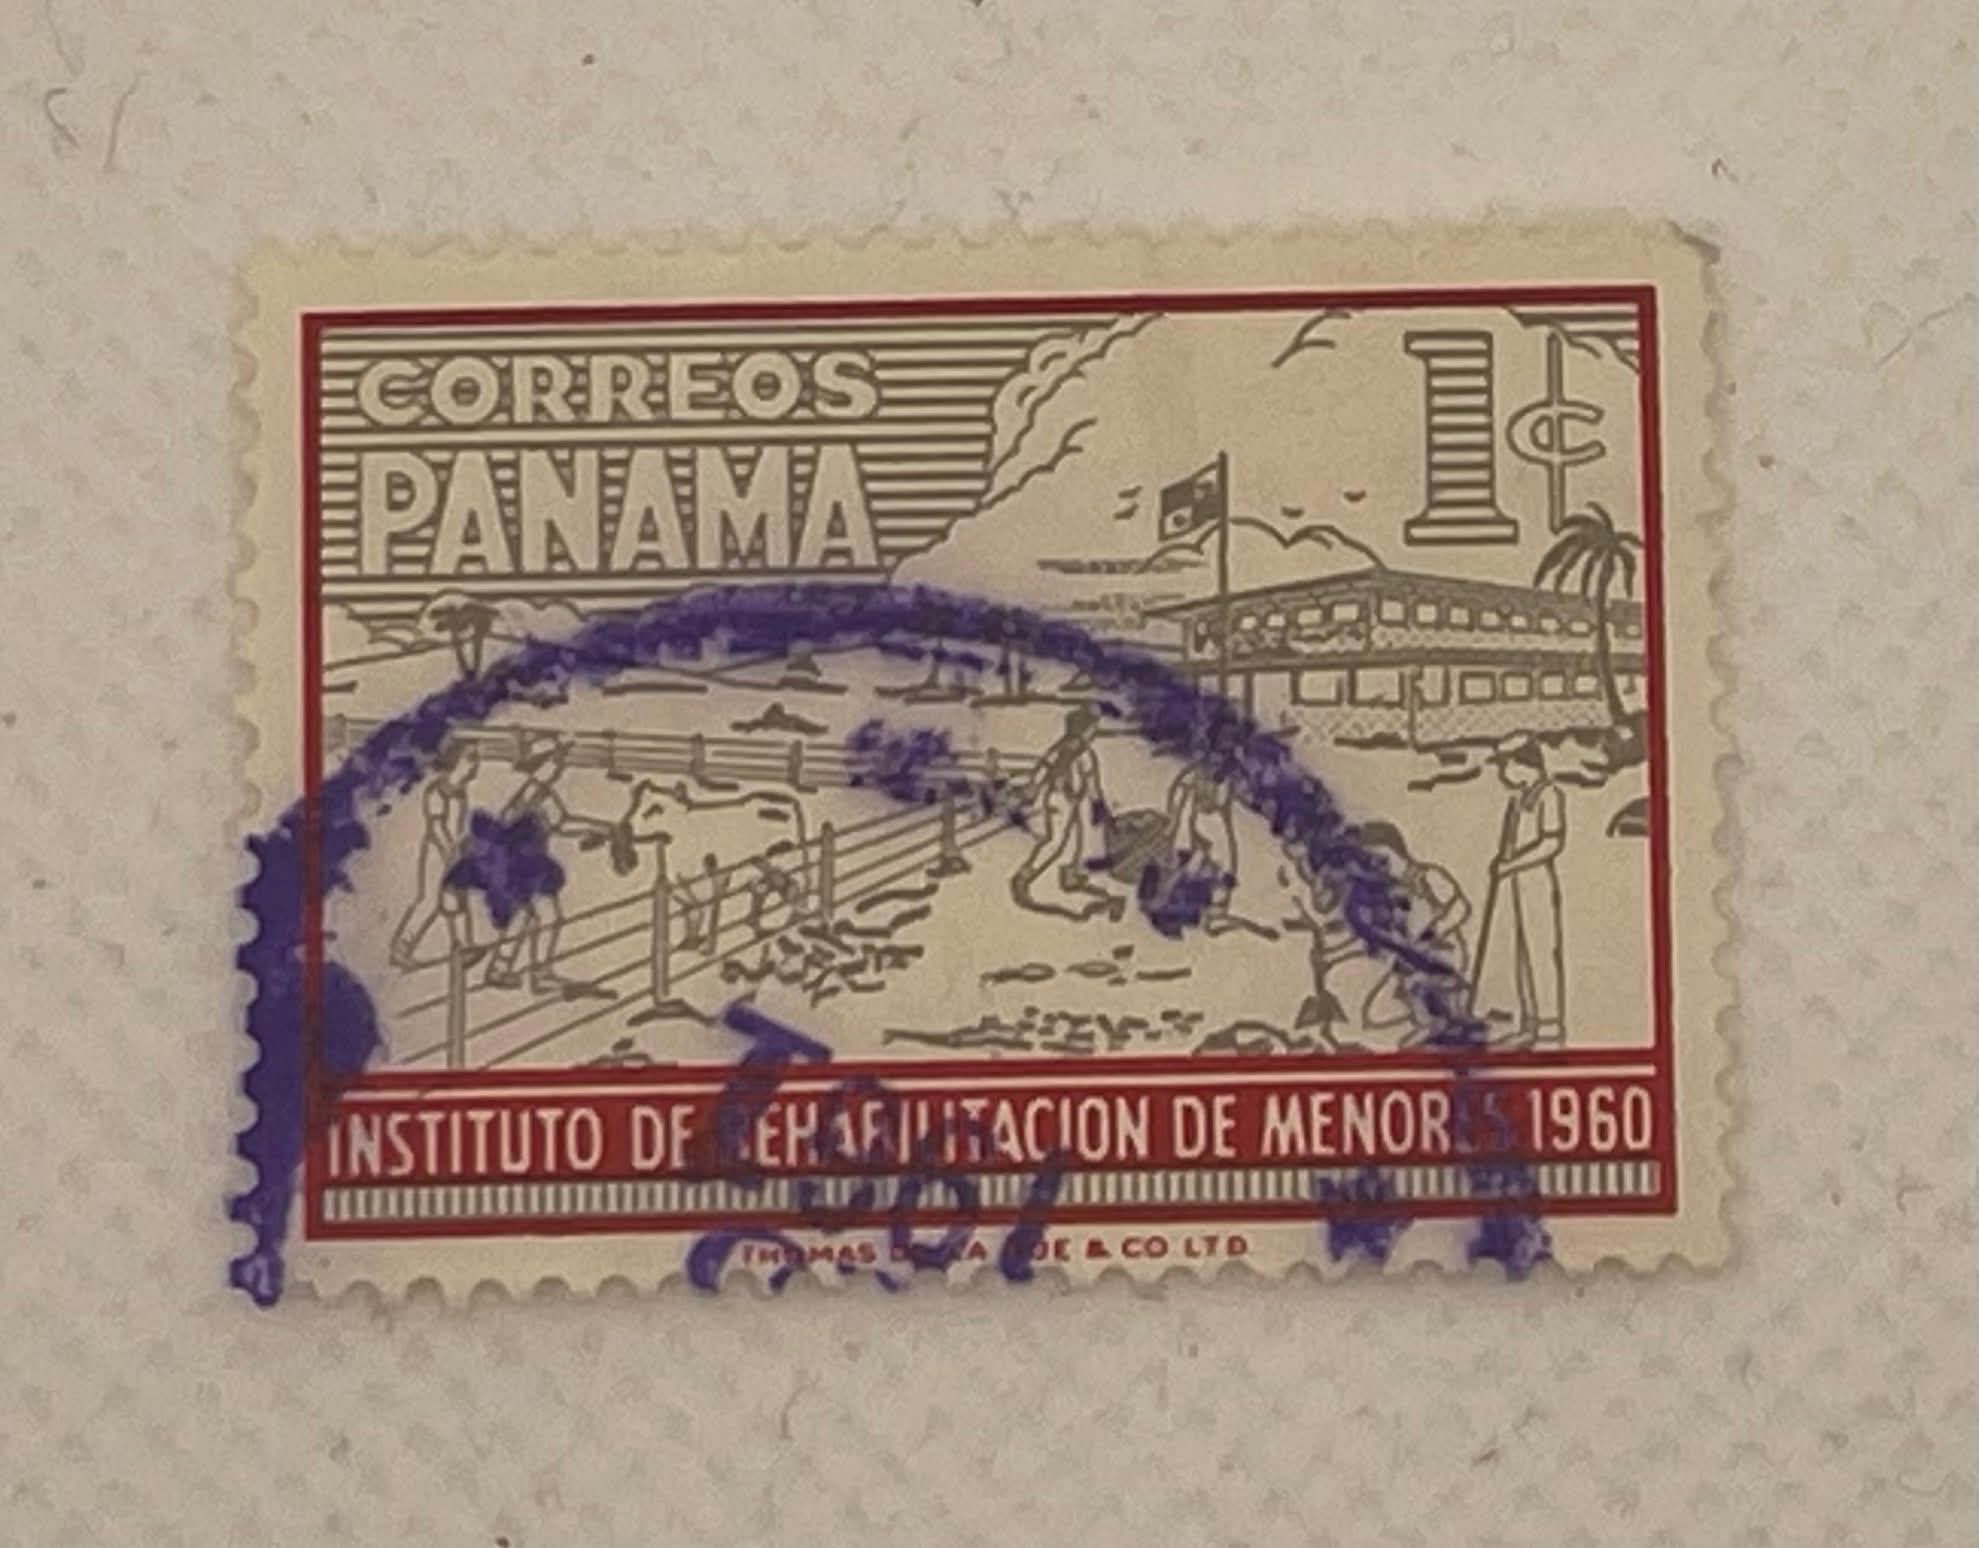 CORREOS
PANAMA
1¢
INSTITUTO DE REHABILITACION DE MENORES 1960
THOMAS DE LA RUE & CO LTD